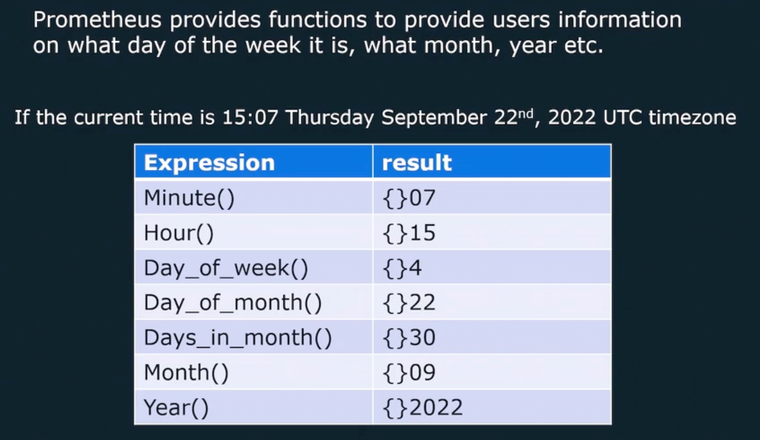 Prometheus provides functions to provide users information
on what day of the week it is, what month, year etc.
If the current time is 15:07 Thursday September 22nd, 2022 UTC timezone
Expression result
Minute() {}07
Hour() {}15
Day_of_week() {}4
Day_of_month() {}22
Days_in_month() {}30
Month() {}09
Year() {}2022